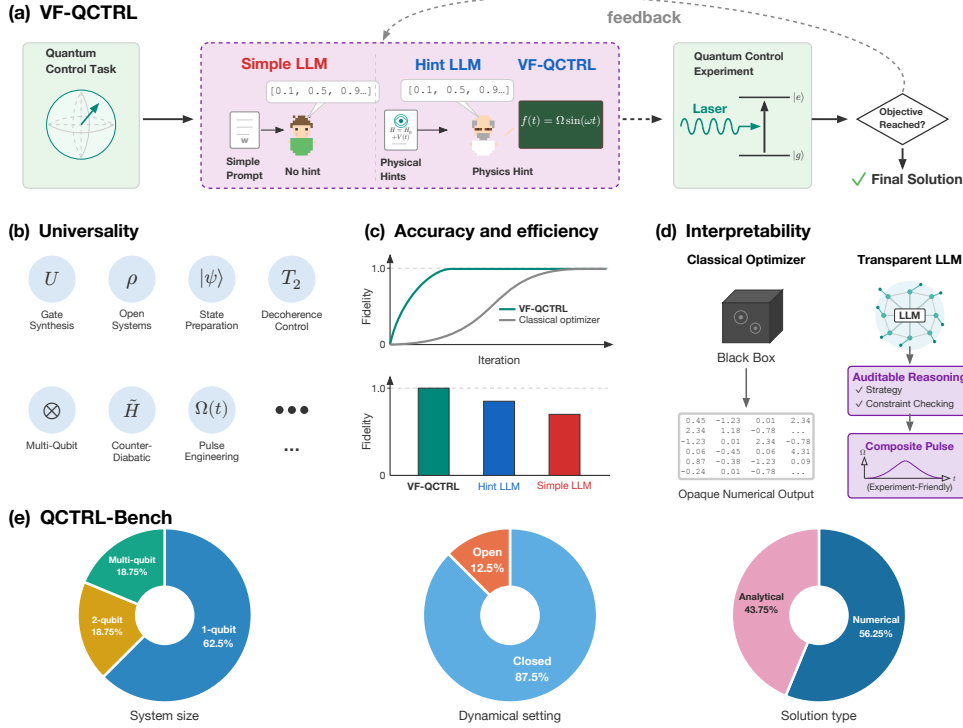 (a) VF-QCTRL
feedback
Quantum
Control Task
Simple LLM
Hint LLM
VF-QCTRL
[0.1, 0.5, 0.9…]
[0.1, 0.5, 0.9…]
W
H = H₀
+V(t)
f(t) = Ω sin(ωt)
Simple
Prompt
No hint
Physical
Hints
Physics Hint
Quantum Control
Experiment
Laser
|e⟩
|g⟩
Objective
Reached?
✓ Final Solution
(b) Universality
U
ρ
|ψ⟩
T₂
Gate
Synthesis
Open
Systems
State
Preparation
Decoherence
Control
⊗
H̃
Ω(t)
•••
Multi-Qubit
Counter-
Diabatic
Pulse
Engineering
...
(c) Accuracy and efficiency
Fidelity
1.0
0
VF-QCTRL
Classical optimizer
Iteration
Fidelity
1.0
0
VF-QCTRL
Hint LLM
Simple LLM
(d) Interpretability
Classical Optimizer
Black Box
0.45 -1.23 0.01 2.34
2.34 1.18 -0.78 ...
-1.23 0.01 2.34 -0.78
0.06 -0.45 0.06 4.31
0.87 -0.38 -1.23 0.09
-0.24 0.01 -0.78 ...
Opaque Numerical Output
Transparent LLM
LLM
Auditable Reasoning
✓ Strategy
✓ Constraint Checking
Composite Pulse
Ω
t
(Experiment-Friendly)
(e) QCTRL-Bench
Multi-qubit
18.75%
2-qubit
18.75%
1-qubit
62.5%
System size
Open
12.5%
Closed
87.5%
Dynamical setting
Analytical
43.75%
Numerical
56.25%
Solution type